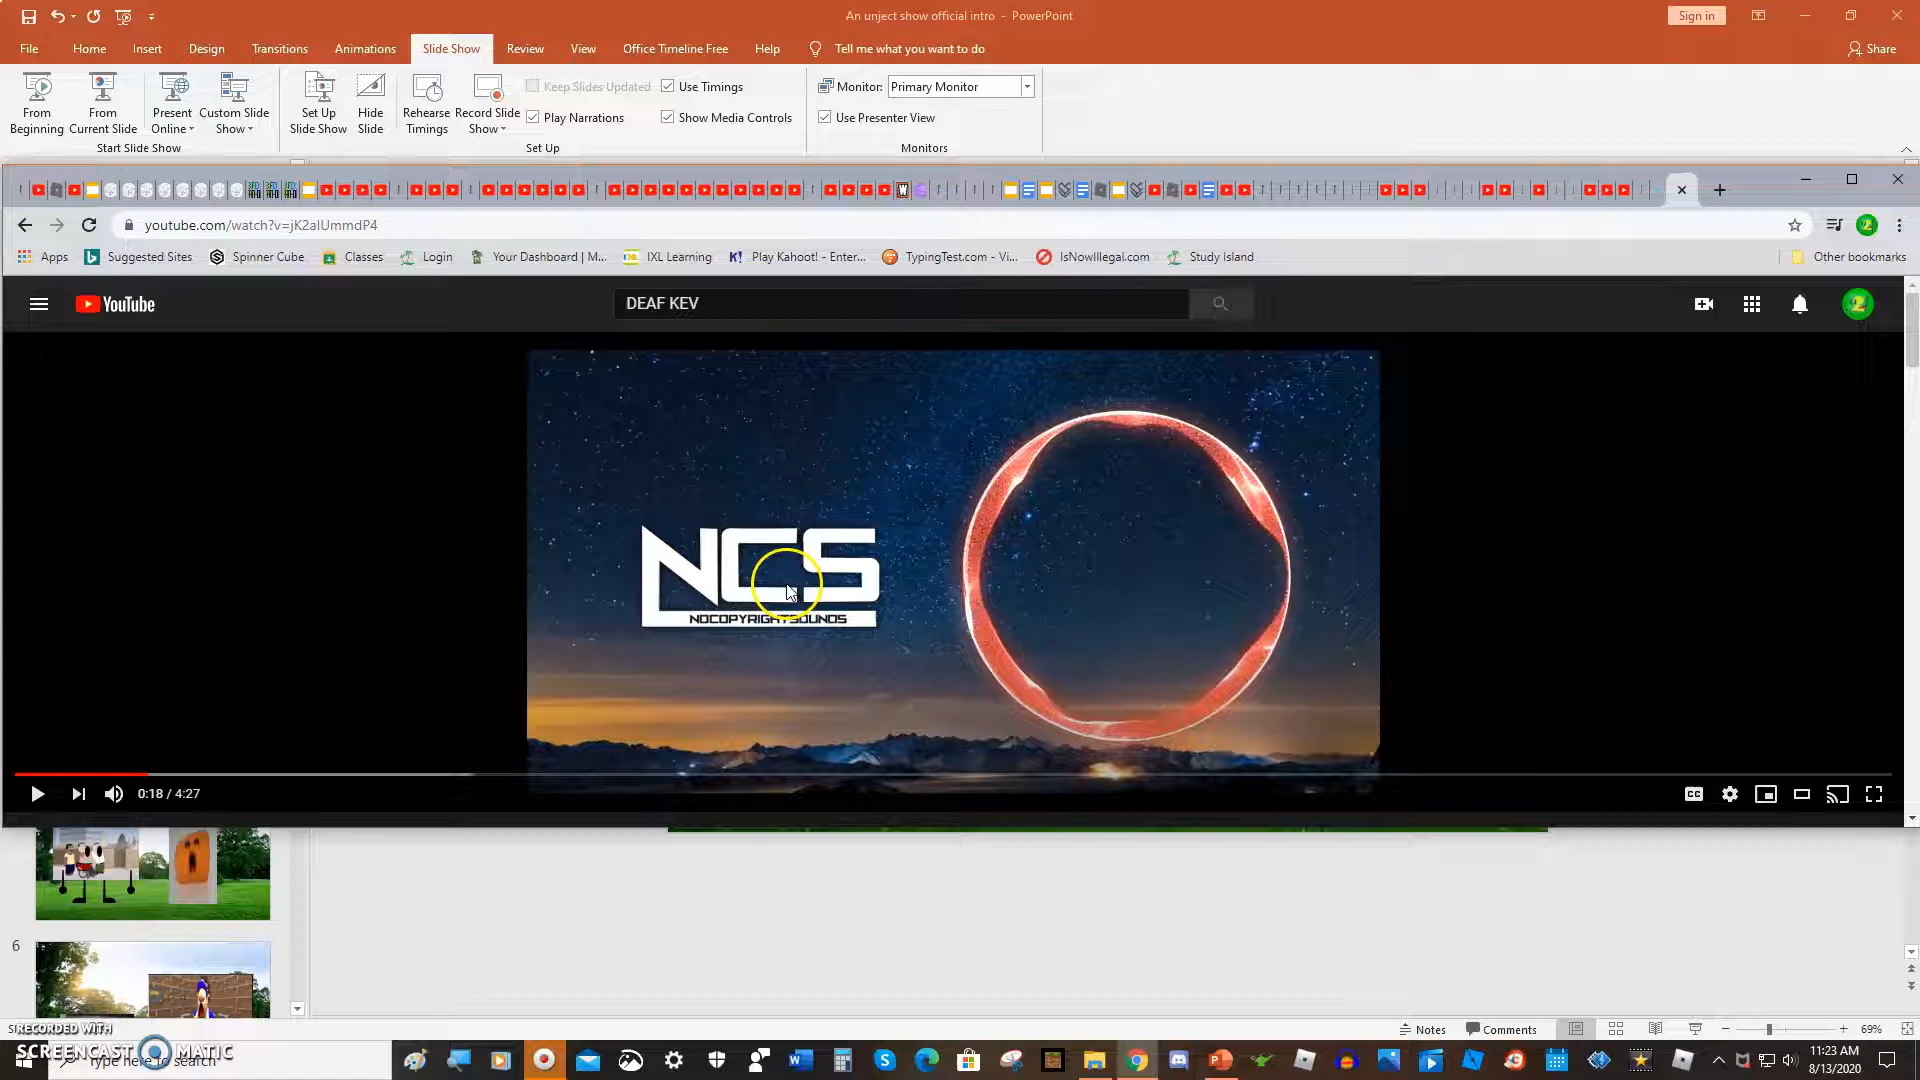 An unject show official intro - PowerPoint
Sign in
File Home Insert Design Transitions Animations Slide Show Review View Office Timeline Free Help Tell me what you want to do Share
From Beginning
From Current Slide
Present Online
Custom Slide Show
Set Up Slide Show
Hide Slide
Rehearse Timings
Record Slide Show
Keep Slides Updated
Use Timings
Play Narrations
Show Media Controls
Monitor: Primary Monitor
Use Presenter View
Start Slide Show
Set Up
Monitors
youtube.com/watch?v=jK2aIUmmdP4
Apps Suggested Sites Spinner Cube Classes Login Your Dashboard | M... IXL Learning Play Kahoot! - Enter... TypingTest.com - Vi... IsNowIllegal.com Study Island Other bookmarks
YouTube
DEAF KEV
NCS
NOCOPYRIGHTSOUNDS
0:18 / 4:27
CC
6
Notes Comments 69%
RECORDED WITH
SCREENCAST MATIC
Type here to search
11:23 AM
8/13/2020